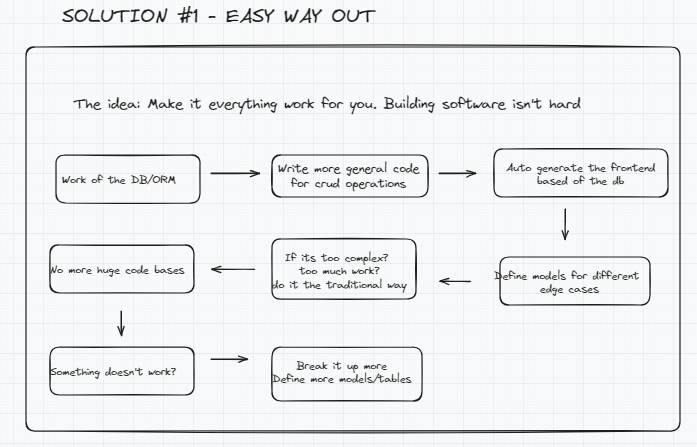 SOLUTION #1 - EASY WAY OUT
The idea: Make it everything work for you. Building software isn't hard
Work of the DB/ORM
Write more general code
for crud operations
Auto generate the frontend
based of the db
Define models for different
edge cases
If its too complex?
too much work?
do it the traditional way
No more huge code bases
Something doesn't work?
Break it up more
Define more models/tables